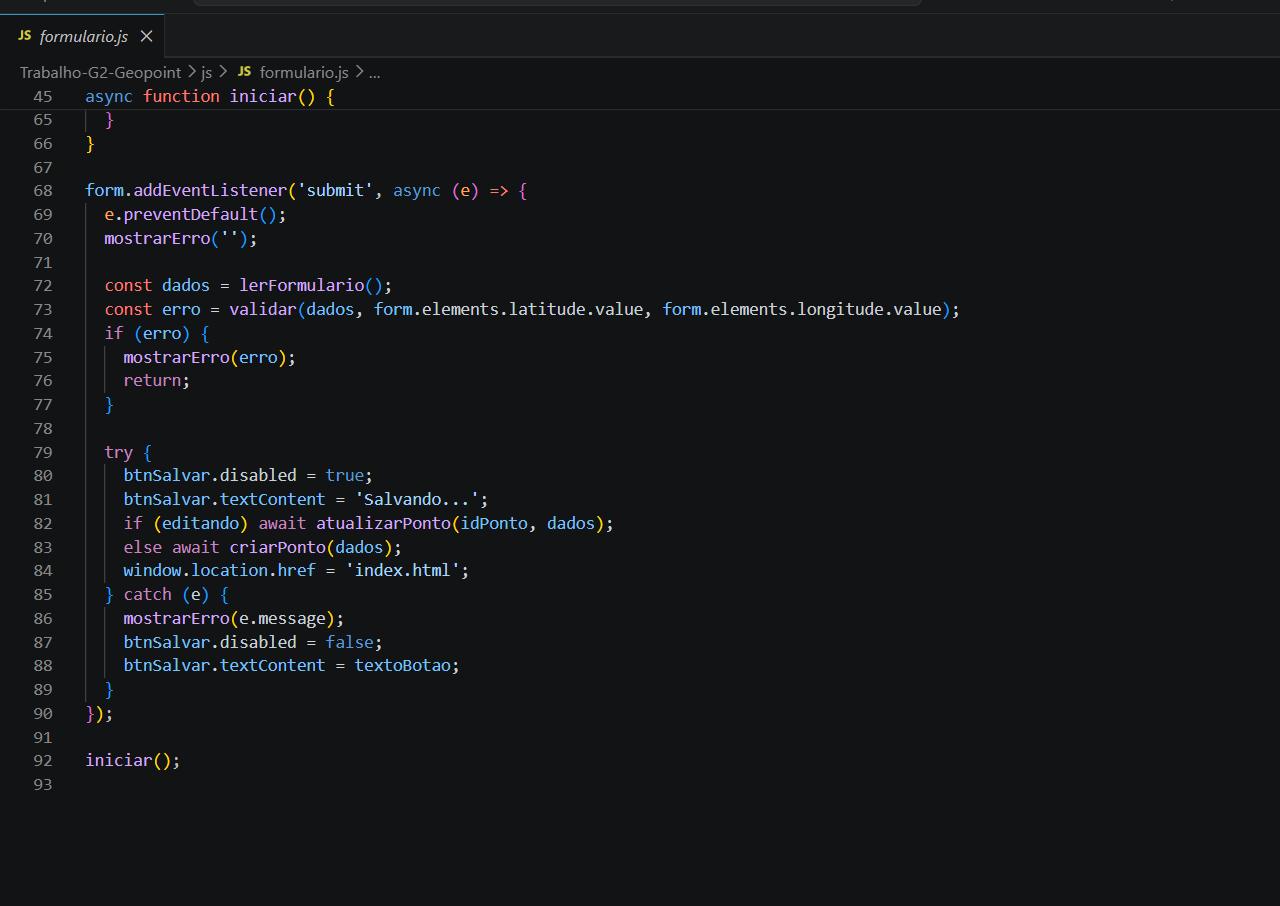 JS formulario.js ×
Trabalho-G2-Geopoint > js > JS formulario.js > ...
45 async function iniciar() {
65   }
66 }
67
68 form.addEventListener('submit', async (e) => {
69   e.preventDefault();
70   mostrarErro('');
71
72   const dados = lerFormulario();
73   const erro = validar(dados, form.elements.latitude.value, form.elements.longitude.value);
74   if (erro) {
75     mostrarErro(erro);
76     return;
77   }
78
79   try {
80     btnSalvar.disabled = true;
81     btnSalvar.textContent = 'Salvando...';
82     if (editando) await atualizarPonto(idPonto, dados);
83     else await criarPonto(dados);
84     window.location.href = 'index.html';
85   } catch (e) {
86     mostrarErro(e.message);
87     btnSalvar.disabled = false;
88     btnSalvar.textContent = textoBotao;
89   }
90 });
91
92 iniciar();
93